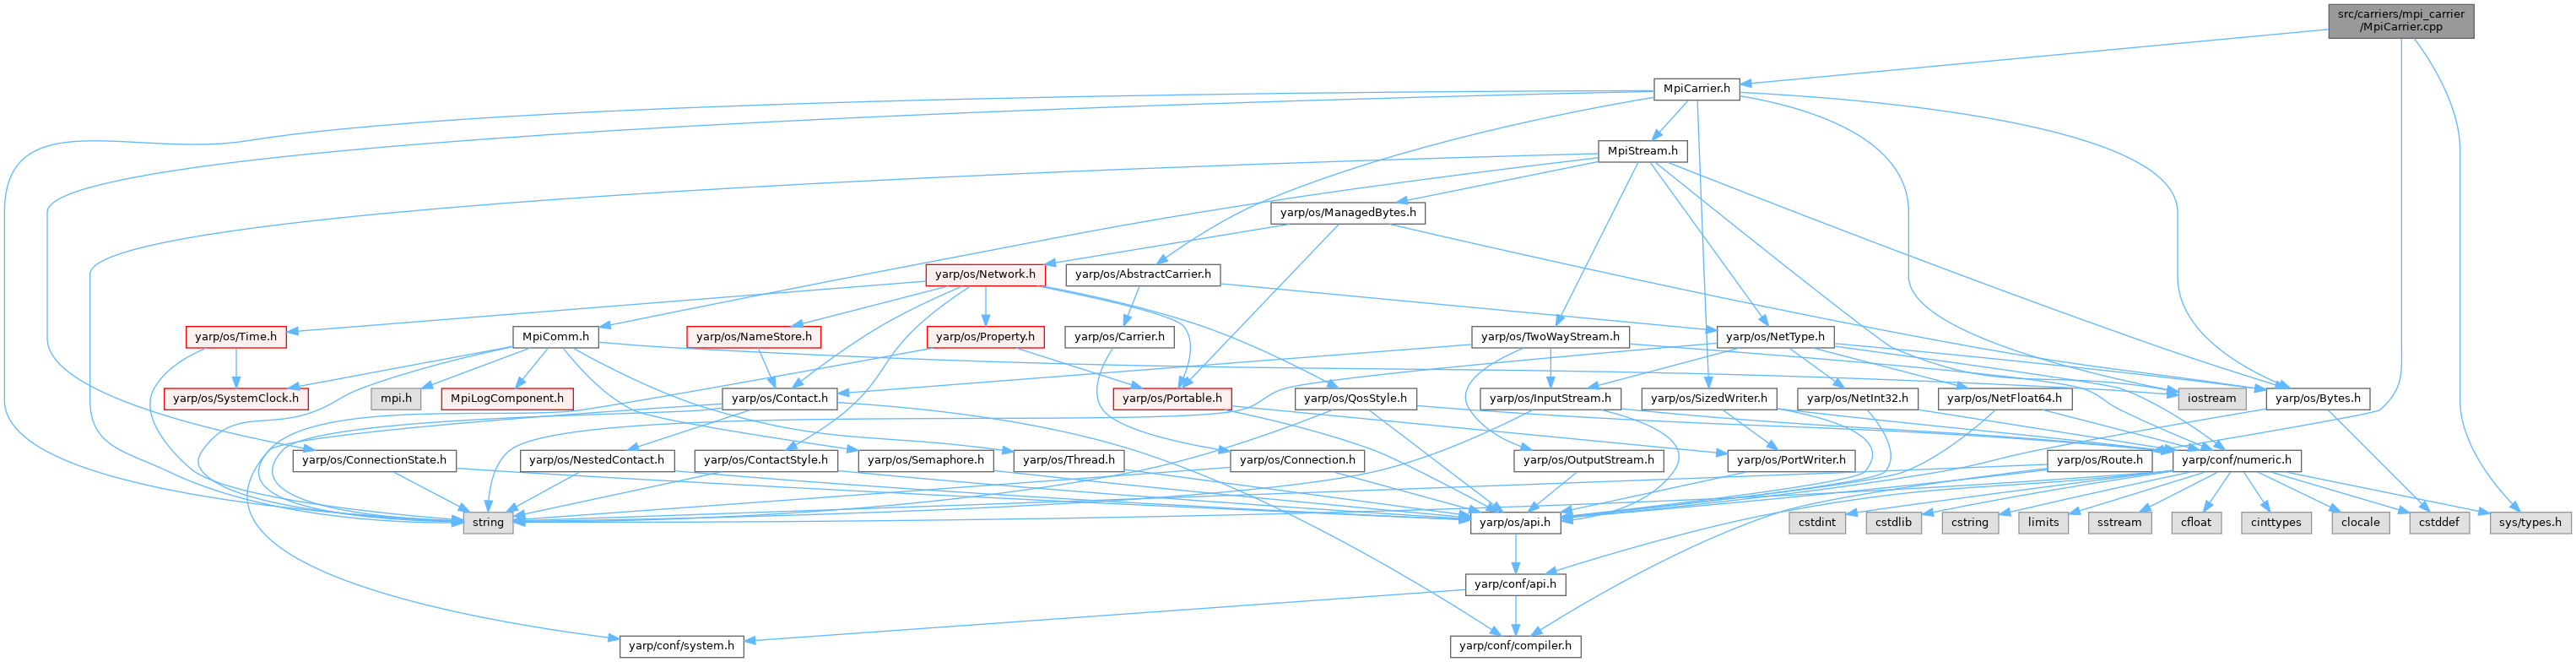 src/carriers/mpi_carrier
/MpiCarrier.cpp
MpiCarrier.h
MpiStream.h
yarp/os/ManagedBytes.h
yarp/os/Network.h
yarp/os/AbstractCarrier.h
yarp/os/Time.h
MpiComm.h
yarp/os/NameStore.h
yarp/os/Property.h
yarp/os/Carrier.h
yarp/os/TwoWayStream.h
yarp/os/NetType.h
yarp/os/SystemClock.h
mpi.h
MpiLogComponent.h
yarp/os/Contact.h
yarp/os/Portable.h
yarp/os/QosStyle.h
yarp/os/InputStream.h
yarp/os/SizedWriter.h
yarp/os/NetInt32.h
yarp/os/NetFloat64.h
iostream
yarp/os/Bytes.h
yarp/os/ConnectionState.h
yarp/os/NestedContact.h
yarp/os/ContactStyle.h
yarp/os/Semaphore.h
yarp/os/Thread.h
yarp/os/Connection.h
yarp/os/OutputStream.h
yarp/os/PortWriter.h
yarp/os/Route.h
yarp/conf/numeric.h
string
yarp/os/api.h
cstdint
cstdlib
cstring
limits
sstream
cfloat
cinttypes
clocale
cstddef
sys/types.h
yarp/conf/api.h
yarp/conf/system.h
yarp/conf/compiler.h